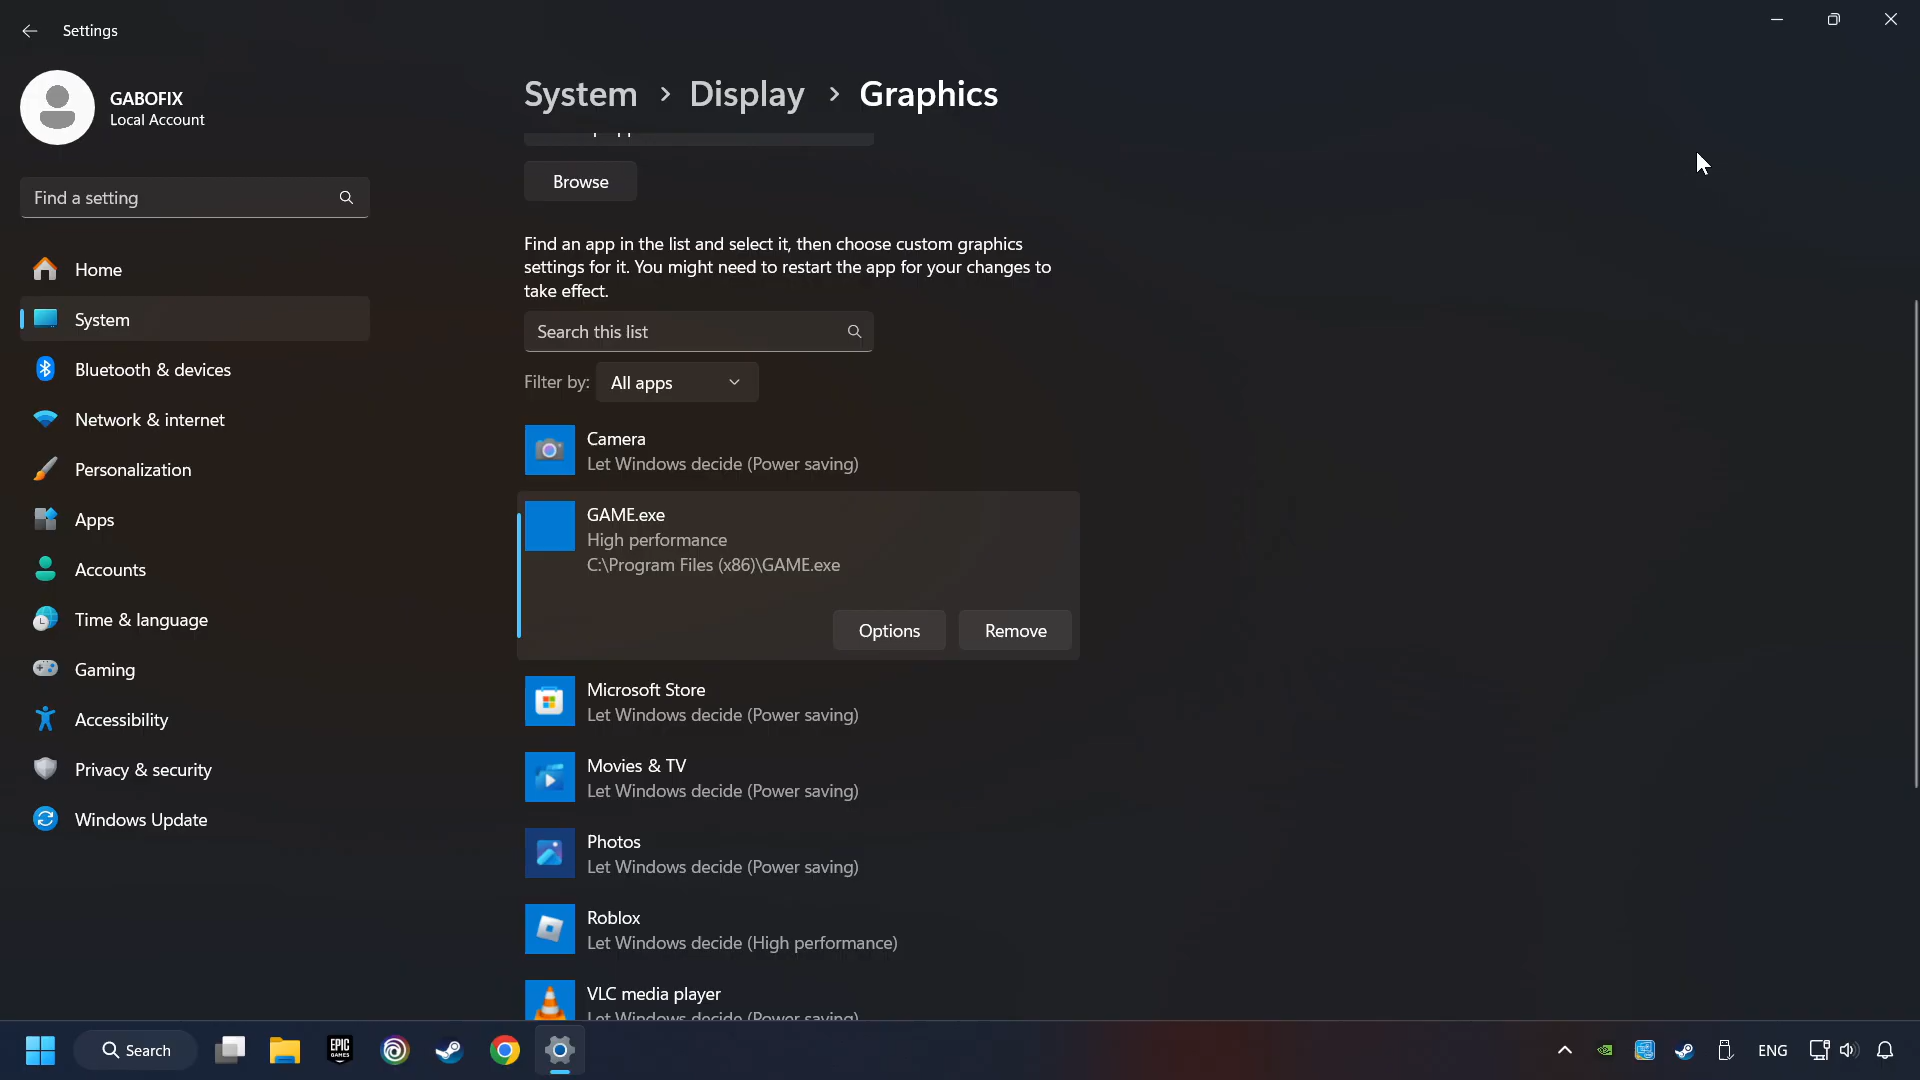 Settings
GABOFIX
Local Account
Find a setting
Home
System
Bluetooth & devices
Network & internet
Personalization
Apps
Accounts
Time & language
Gaming
Accessibility
Privacy & security
Windows Update
System > Display > Graphics
Browse
Find an app in the list and select it, then choose custom graphics
settings for it. You might need to restart the app for your changes to
take effect.
Search this list
Filter by: All apps
Camera
Let Windows decide (Power saving)
GAME.exe
High performance
C:\Program Files (x86)\GAME.exe
Options Remove
Microsoft Store
Let Windows decide (Power saving)
Movies & TV
Let Windows decide (Power saving)
Photos
Let Windows decide (Power saving)
Roblox
Let Windows decide (High performance)
VLC media player
Let Windows decide (Power saving)
Search EPIC GAMES ENG